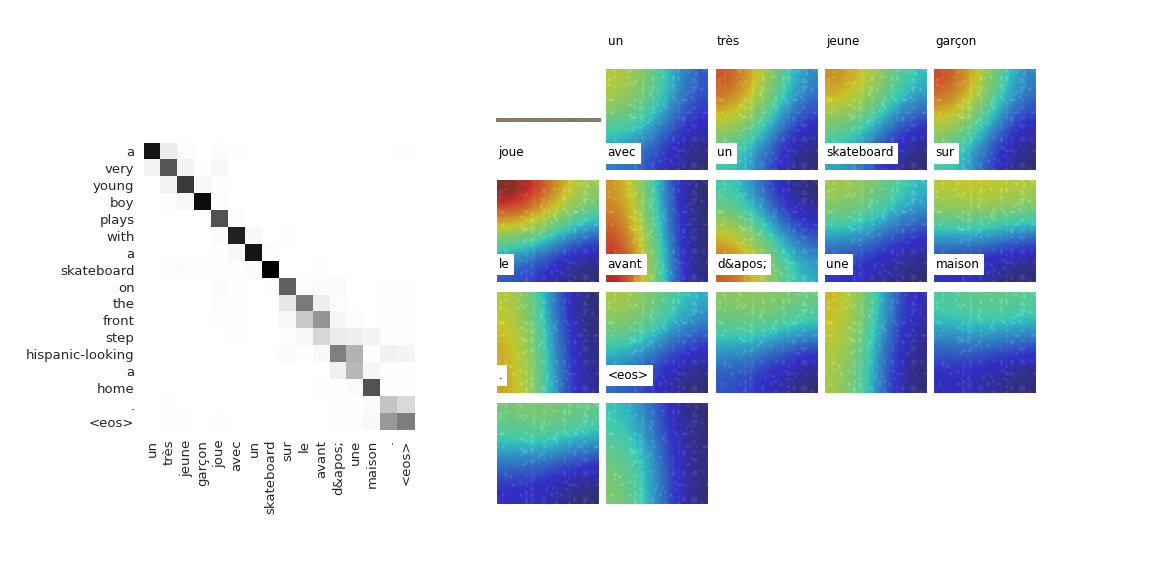 a
very
young
boy
plays
with
a
skateboard
on
the
front
step
hispanic-looking
a
home
.
<eos>
un
très
jeune
garçon
joue
avec
un
skateboard
sur
le
avant
d&apos;
une
maison
.
<eos>
un très jeune garçon
joue avec un skateboard sur
le avant d&apos; une maison
. <eos>